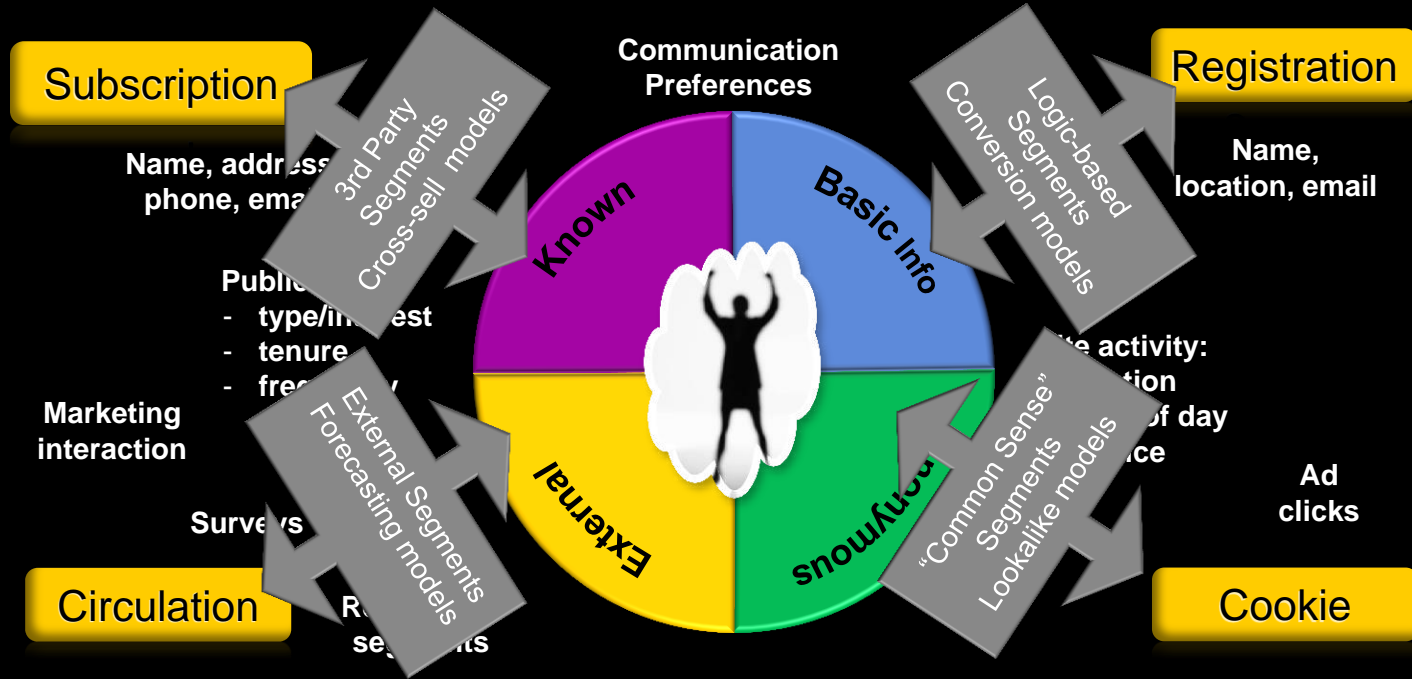 Subscription
Name, address
phone,
3rd Party
Segments
Cross-sell models
Communication
Preferences
Logic-based
Segments
Conversion models
Registration
Name,
location, email
Known
Basic Info
type/interest
- tenure
-
Marketing
interaction
Surveys
External Segments
Forecasting models
External
activity:
of day
"Common Sense"
Segments
Lookalike models
Ad
clicks
Circulation
Cookie